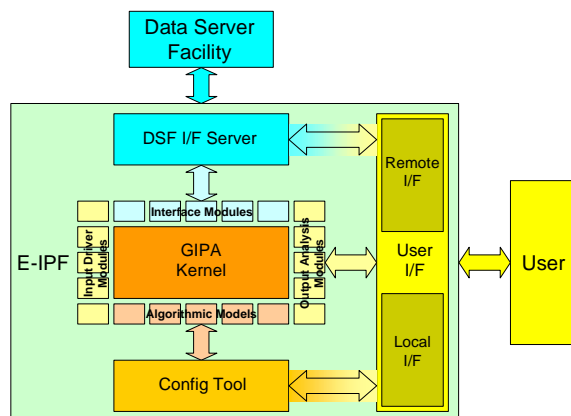 Data Server
Facility
DSF I/F Server
Remote
I/F
Interface Modules
E-IPF
Input Driver
Modules
GIPA
Kernel
Output Analysis
Modules
User
I/F
User
Algorithmic Models
Local
I/F
Config Tool